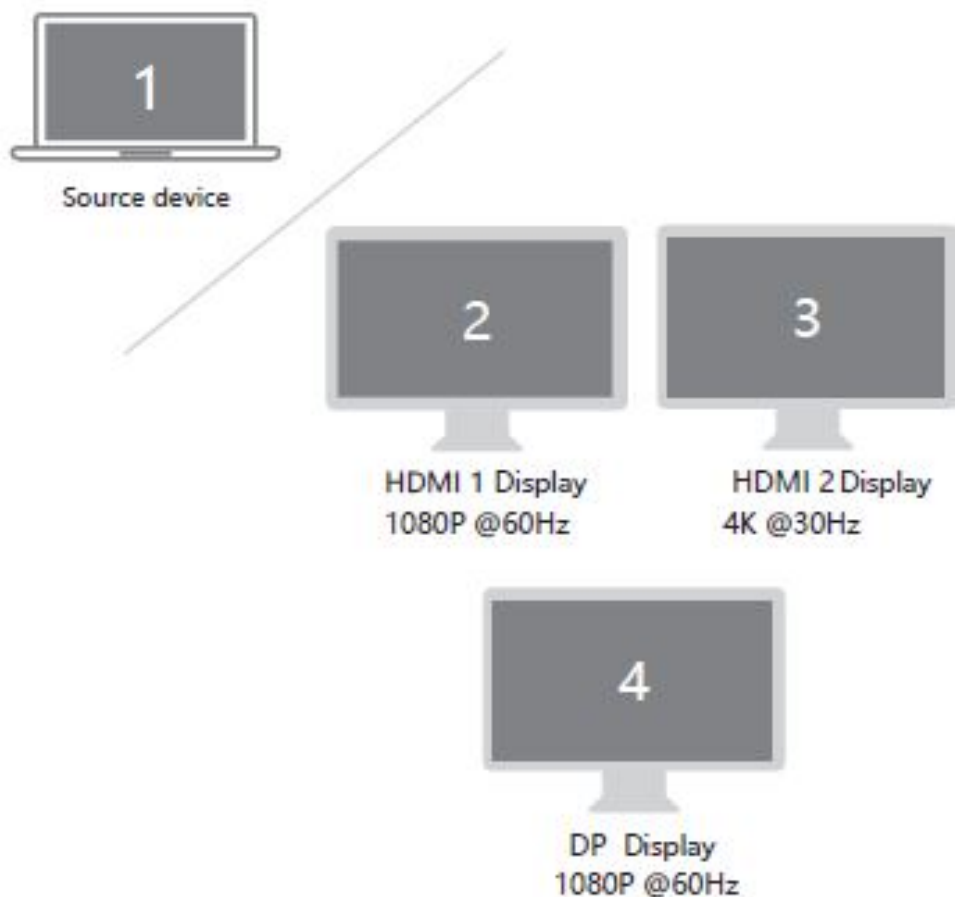 1
Source device
2
3
HDMI 1 Display
1080P @60Hz
HDMI 2 Display
4K @30Hz
4
DP Display
1080P @60Hz